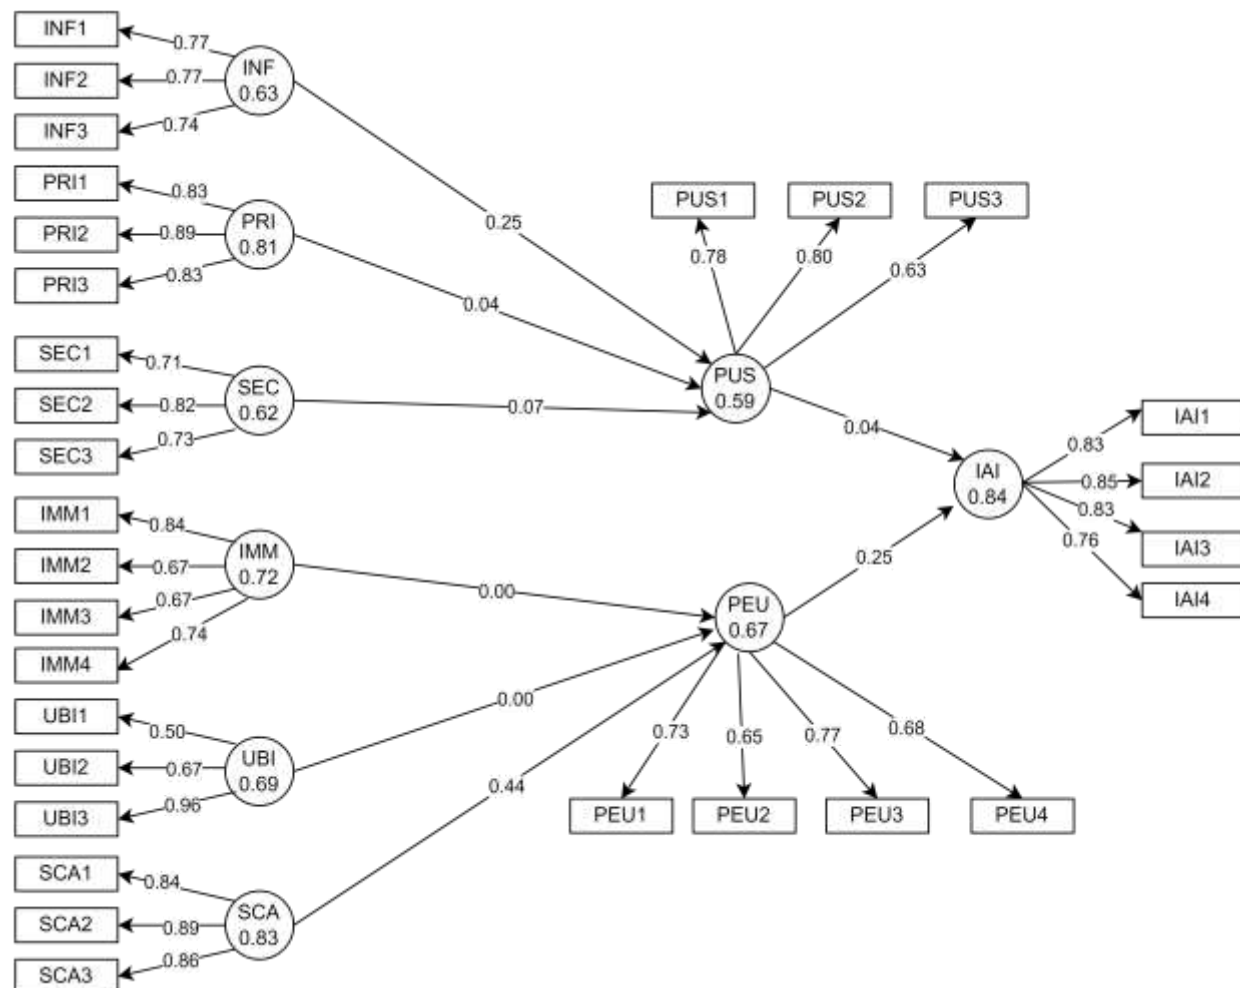 INF1
0.77
INF2
0.77
INF3
0.74
INF
0.63
PRI1
0.83
PRI2
0.89
PRI3
0.83
PRI
0.81
SEC1
0.71
SEC2
0.82
SEC3
0.73
SEC
0.62
IMM1
0.84
IMM2
0.67
IMM3
0.67
IMM4
0.74
IMM
0.72
UBI1
0.50
UBI2
0.67
UBI3
0.96
UBI
0.69
SCA1
0.84
SCA2
0.89
SCA3
0.86
SCA
0.83
0.25
0.04
0.07
0.00
0.00
0.44
PUS1
PUS2
PUS3
0.78
0.80
0.63
PUS
0.59
0.04
PEU
0.67
0.25
0.73
0.65
0.77
0.68
PEU1
PEU2
PEU3
PEU4
IAI
0.84
0.83
IAI1
0.85
IAI2
0.83
IAI3
0.76
IAI4